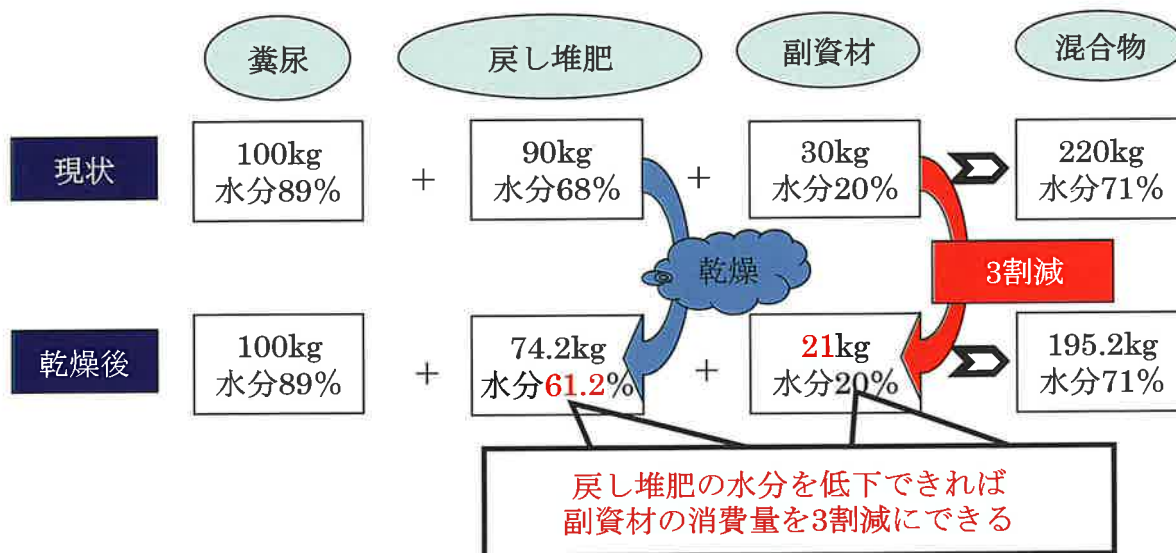 糞尿
戻し堆肥
副資材
混合物
現状
100kg
水分89%
+
90kg
水分68%
+
30kg
水分20%
220kg
水分71%
乾燥
3割減
乾燥後
100kg
水分89%
+
74.2kg
水分61.2%
+
21kg
水分20%
195.2kg
水分71%
戻し堆肥の水分を低下できれば
副資材の消費量を3割減にできる